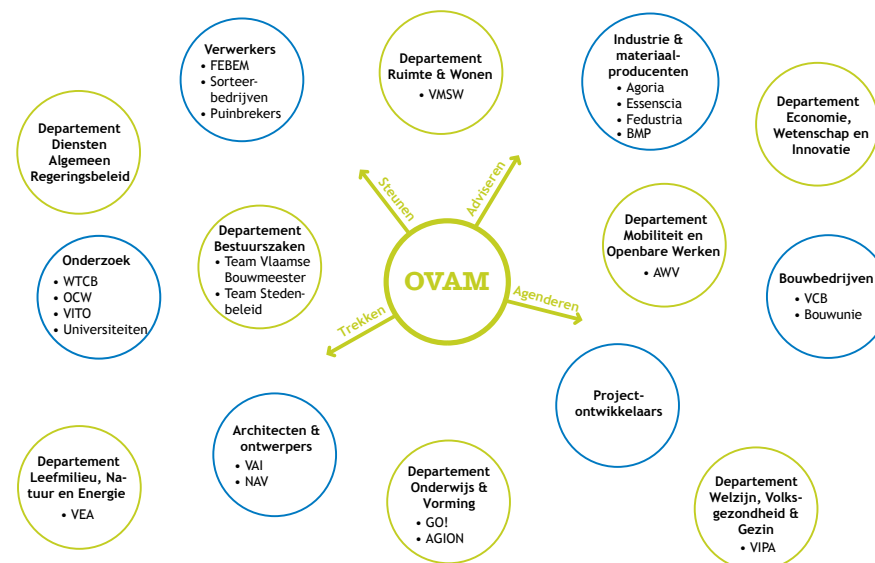 Verwerkers
• FEBEM
• Sorteer-
bedrijven
• Puinbrekers
Departement
Ruimte & Wonen
• VMSW
Industrie &
materiaal-
producenten
• Agoria
• Essenscia
• Fedustria
• BMP
Departement
Economie,
Wetenschap en
Innovatie
Departement
Diensten
Algemeen
Regeringsbeleid
Steunen
Adviseren
Departement
Bestuurszaken
• Team Vlaamse
Bouwmeester
• Team Steden-
beleid
Departement
Mobiliteit en
Openbare Werken
• AWV
Onderzoek
• WTCB
• OCW
• VITO
• Universiteiten
OVAM
Bouwbedrijven
• VCB
• Bouwunie
Trekken
Agenderen
Project-
ontwikkelaars
Architecten &
ontwerpers
• VAI
• NAV
Departement
Leefmilieu, Na-
tuur en Energie
• VEA
Departement
Onderwijs &
Vorming
• GO!
• AGION
Departement
Welzijn, Volks-
gezondheid &
Gezin
• VIPA